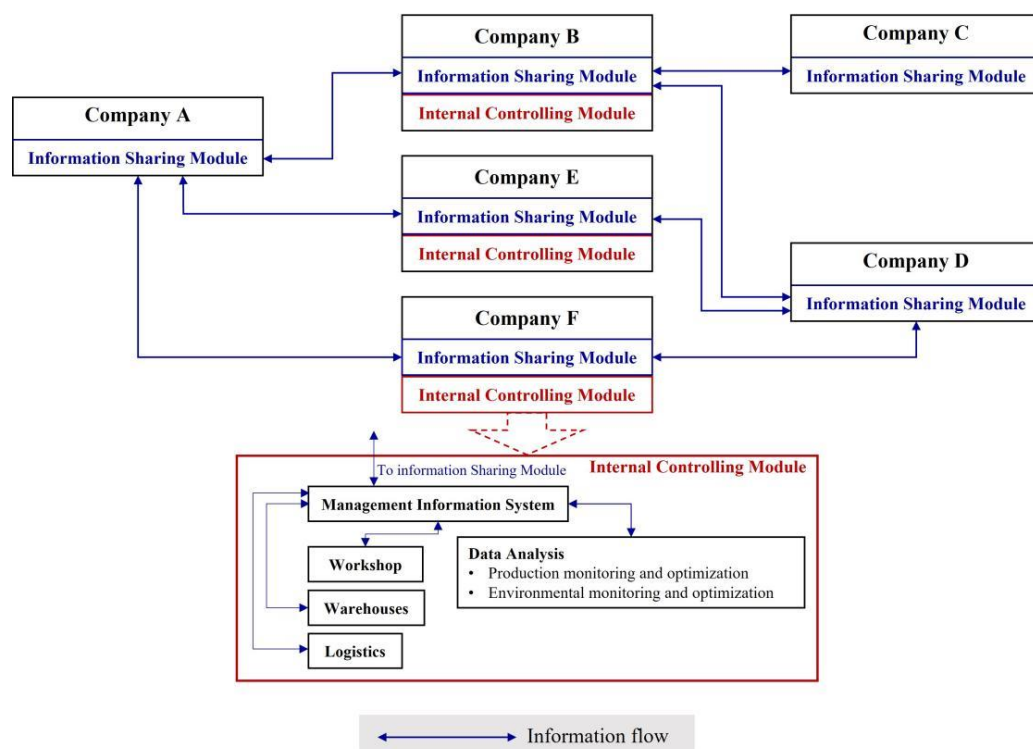 Company B
Information Sharing Module
Internal Controlling Module
Company C
Information Sharing Module
Company A
Information Sharing Module
Company E
Information Sharing Module
Internal Controlling Module
Company D
Information Sharing Module
Company F
Information Sharing Module
Internal Controlling Module
To information Sharing Module
Internal Controlling Module
Management Information System
Workshop
Warehouses
Logistics
Data Analysis
• Production monitoring and optimization
• Environmental monitoring and optimization
Information flow